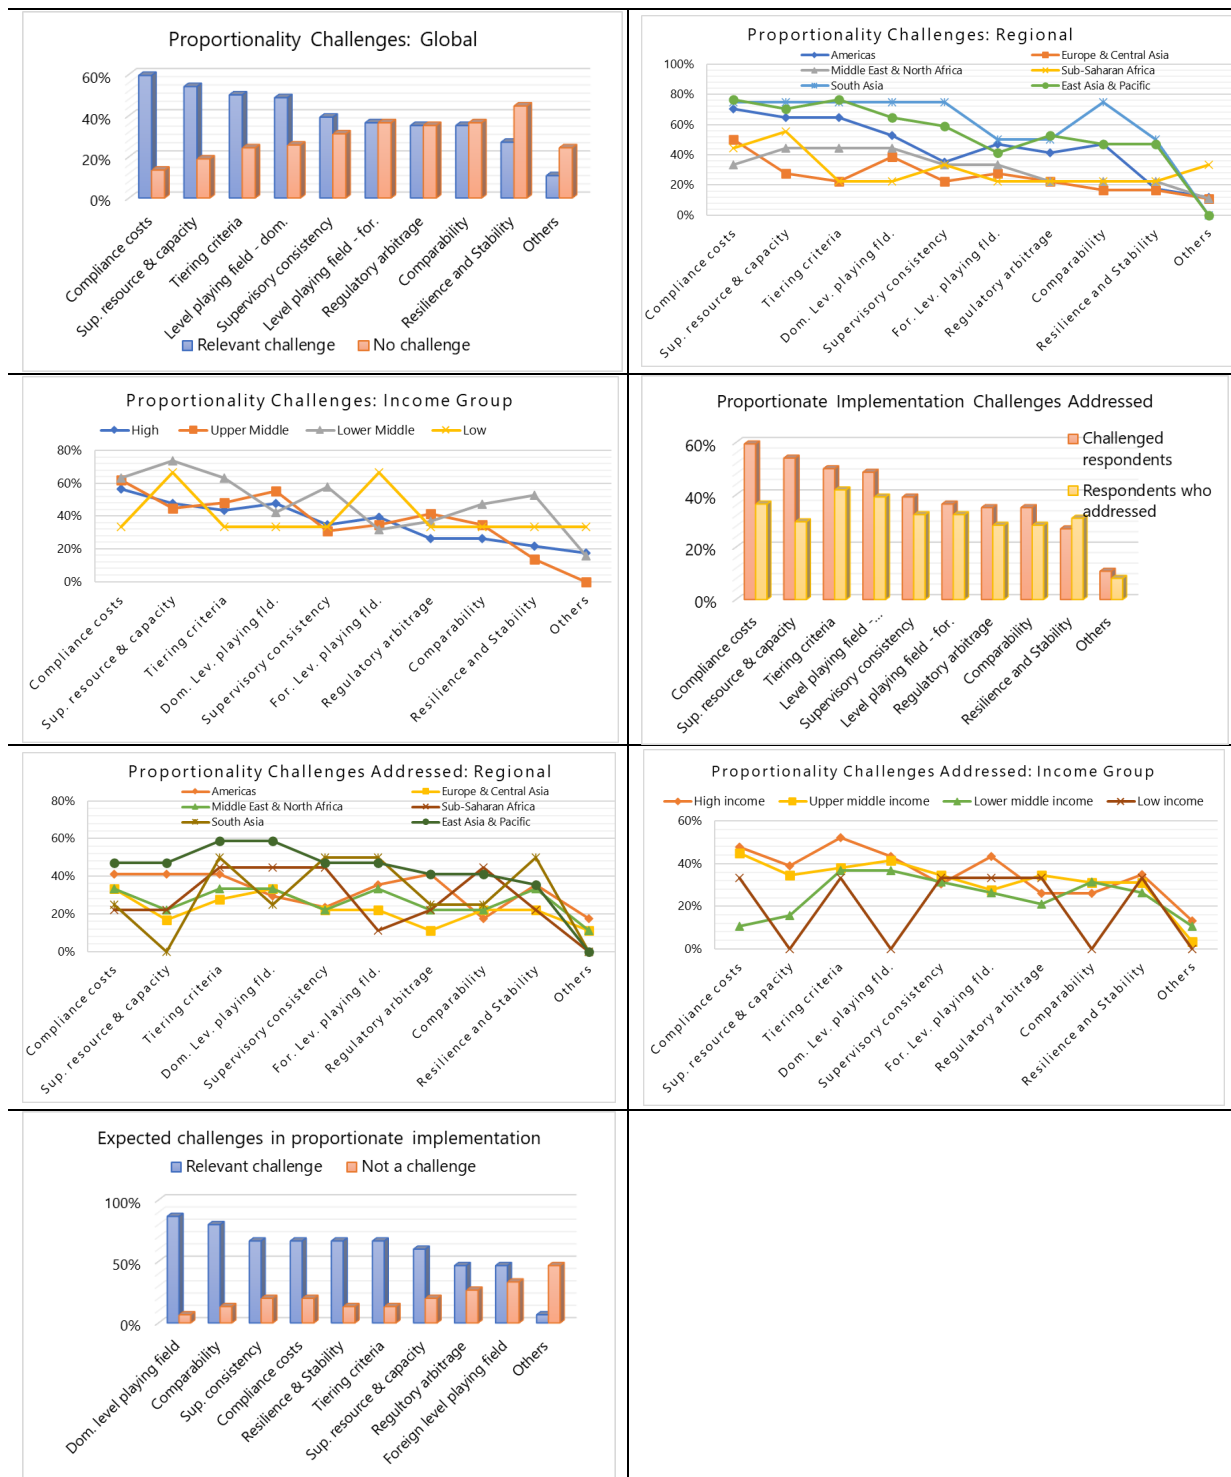 Proportionality Challenges: Global
60%
40%
20%
0%
Compliance costs
Sup. resource & capacity
Tiering criteria
Level playing field - dom.
Supervisory consistency
Level playing field - for.
Regulatory arbitrage
Comparability
Resilience and Stability
Others
Relevant challenge
No challenge
Proportionality Challenges: Regional
Americas
Europe & Central Asia
Middle East & North Africa
Sub-Saharan Africa
South Asia
East Asia & Pacific
100%
80%
60%
40%
20%
0%
Compliance costs
Sup. resource & capacity
Tiering criteria
Dom. Lev. playing fld.
Supervisory consistency
For. Lev. playing fld.
Regulatory arbitrage
Comparability
Resilience and Stability
Others
Proportionality Challenges: Income Group
High
Upper Middle
Lower Middle
Low
80%
60%
40%
20%
0%
Compliance costs
Sup. resource & capacity
Tiering criteria
Dom. Lev. playing fld.
Supervisory consistency
For. Lev. playing fld.
Regulatory arbitrage
Comparability
Resilience and Stability
Others
Proportionate Implementation Challenges Addressed
Challenged
respondents
Respondents who
addressed
60%
40%
20%
0%
Compliance costs
Sup. resource & capacity
Tiering criteria
Level playing field -...
Supervisory consistency
Level playing field - for.
Regulatory arbitrage
Comparability
Resilience and Stability
Others
Proportionality Challenges Addressed: Regional
Americas
Europe & Central Asia
Middle East & North Africa
Sub-Saharan Africa
South Asia
East Asia & Pacific
80%
60%
40%
20%
0%
Compliance costs
Sup. resource & capacity
Tiering criteria
Dom. Lev. playing fld.
Supervisory consistency
For. Lev. playing fld.
Regulatory arbitrage
Comparability
Resilience and Stability
Others
Proportionality Challenges Addressed: Income Group
High income
Upper middle income
Lower middle income
Low income
60%
40%
20%
0%
Compliance costs
Sup. resource & capacity
Tiering criteria
Dom. Lev. playing fld.
Supervisory consistency
For. Lev. playing fld.
Regulatory arbitrage
Comparability
Resilience and Stability
Others
Expected challenges in proportionate implementation
Relevant challenge
Not a challenge
100%
50%
0%
Dom. level playing field
Comparability
Sup. consistency
Compliance costs
Resilience & Stability
Tiering criteria
Sup. resource & capacity
Regultory arbitrage
Foreign level playing field
Others